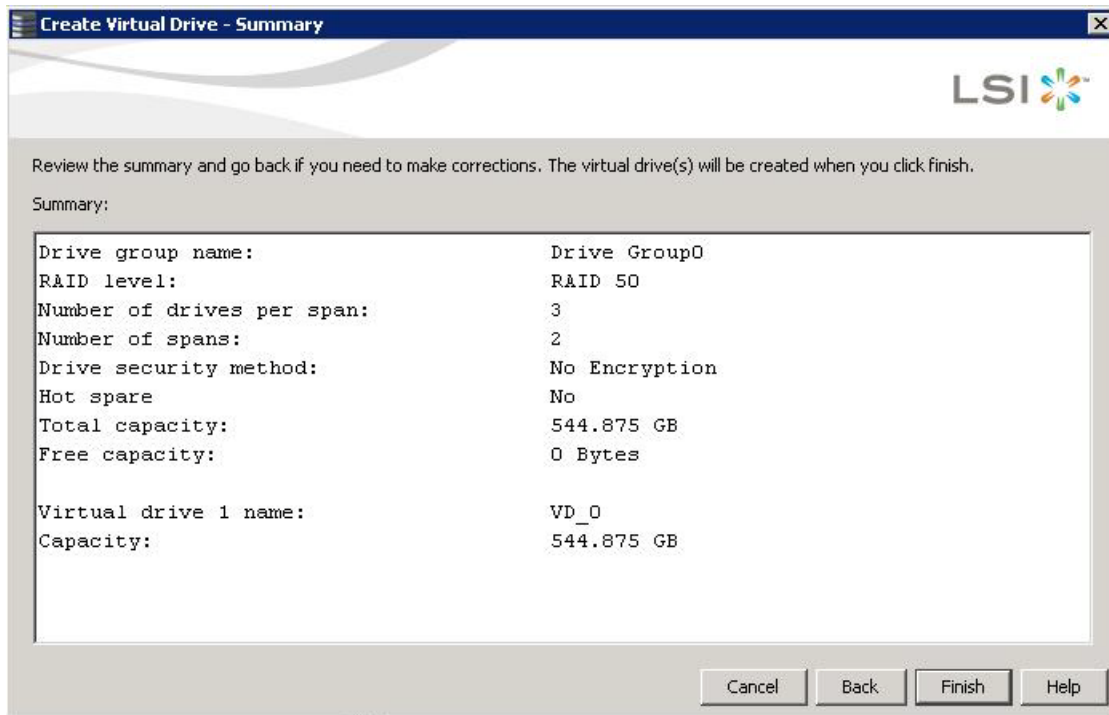 Create Virtual Drive - Summary
LSI
Review the summary and go back if you need to make corrections. The virtual drive(s) will be created when you click finish.
Summary:
Drive group name: Drive Group0
RAID level: RAID 50
Number of drives per span: 3
Number of spans: 2
Drive security method: No Encryption
Hot spare No
Total capacity: 544.875 GB
Free capacity: 0 Bytes
Virtual drive 1 name: VD_0
Capacity: 544.875 GB
Cancel Back Finish Help